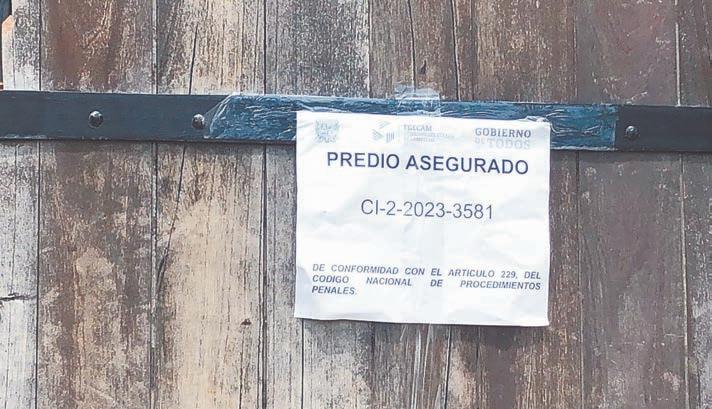 FGECAM
GOBIERNO
DE TODOS
PREDIO ASEGURADO
CI-2-2023-3581
DE CONFORMIDAD CON EL ARTICULO 229, DEL
CODIGO NACIONAL DE PROCEDIMIENTOS
PENALES.